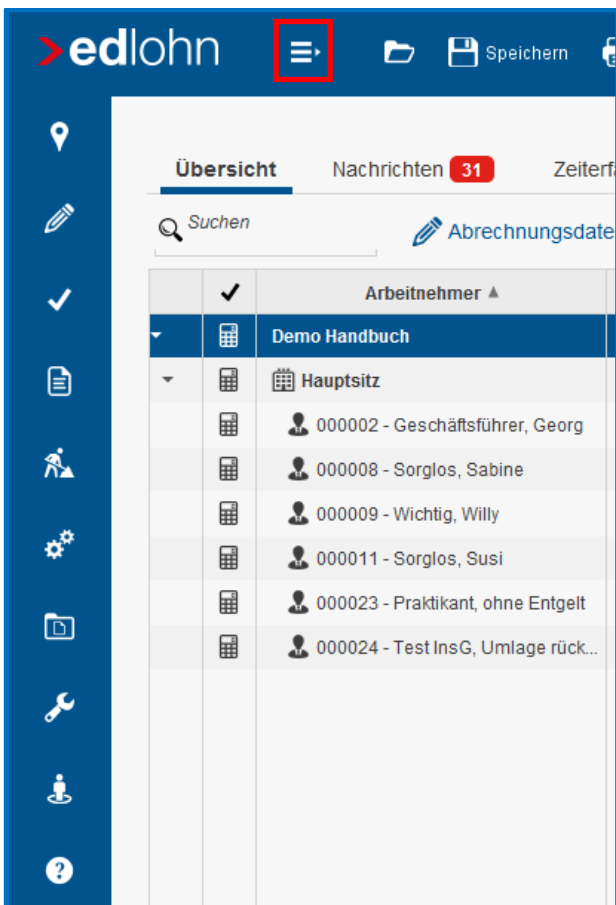 edlohn
Speichern
Übersicht Nachrichten 31 Zeiterf
Suchen
Abrechnungsdate
Arbeitnehmer
Demo Handbuch
Hauptsitz
000002 - Geschäftsführer, Georg
000008 - Sorglos, Sabine
000009 - Wichtig, Willy
000011 - Sorglos, Susi
000023 - Praktikant, ohne Entgelt
000024 - Test InsG, Umlage rück...